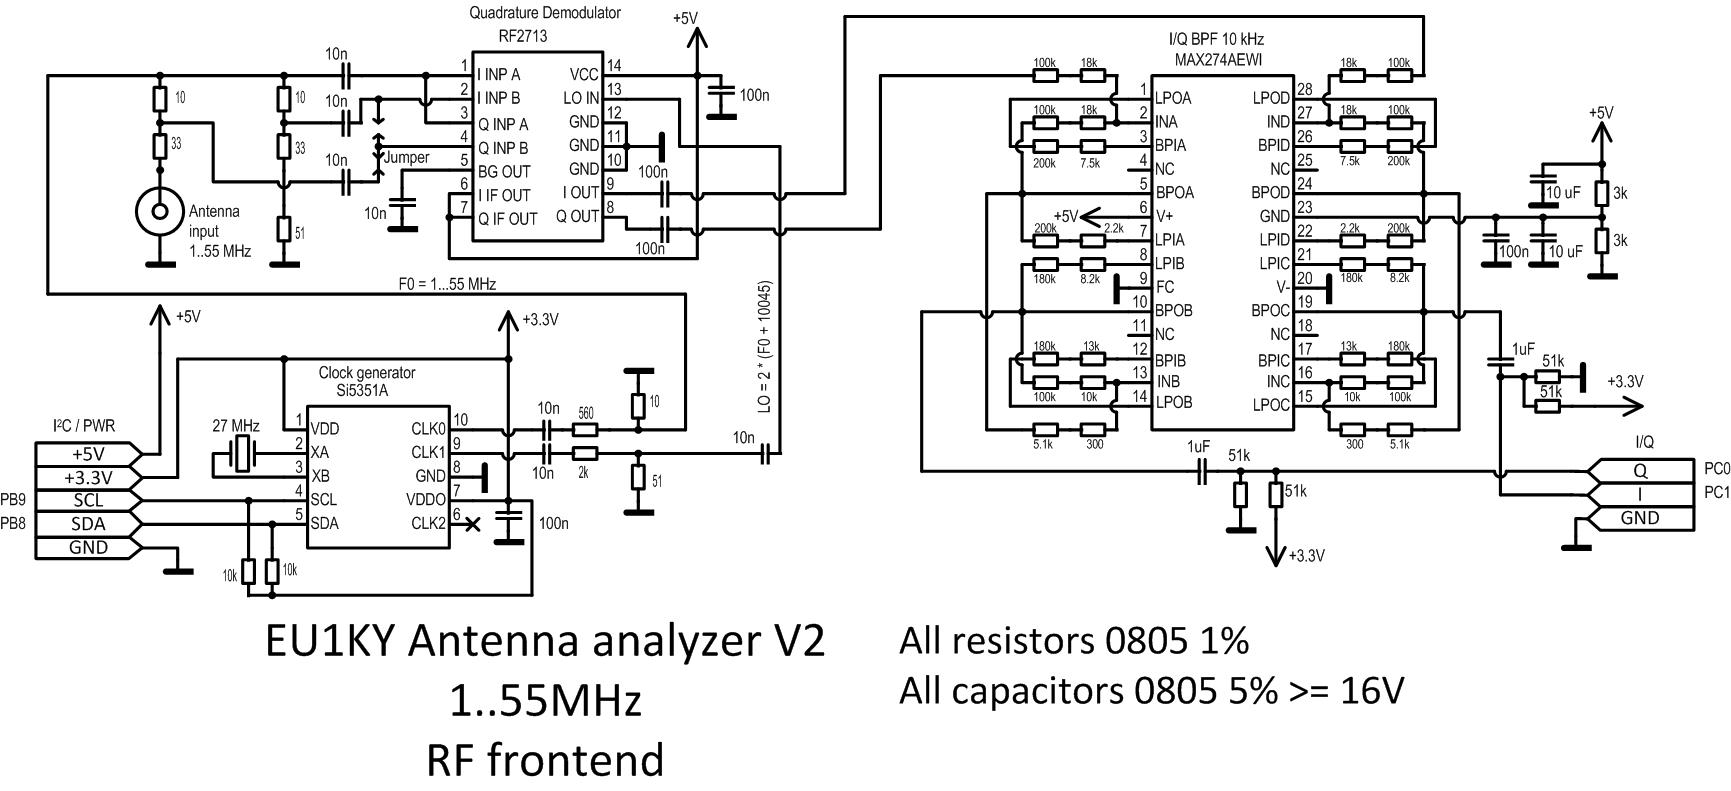 Quadrature Demodulator
RF2713
+5V
I/Q BPF 10 kHz
MAX274AEWI
10n
1
I INP A
VCC
14
2
I INP B
LO IN
13
3
Q INP A
GND
12
4
Q INP B
GND
11
5
BG OUT
GND
10
6
I IF OUT
I OUT
9
7
Q IF OUT
Q OUT
8
100n
10
10
10n
33
33
10n
Jumper
10n
100n
100n
Antenna
input
1..55 MHz
51
F0 = 1...55 MHz
LO = 2 * (F0 + 10045)
100k
18k
18k
100k
1
LPOA
LPOD
28
100k
18k
18k
100k
2
INA
IND
27
3
BPIA
BPID
26
200k
7.5k
7.5k
200k
4
NC
NC
25
5
BPOA
BPOD
24
+5V
6
V+
GND
23
200k
2.2k
2.2k
200k
7
LPIA
LPID
22
8
LPIB
LPIC
21
180k
8.2k
180k
8.2k
9
FC
V-
20
10
BPOB
BPOC
19
11
NC
NC
18
180k
13k
13k
180k
12
BPIB
BPIC
17
13
INB
INC
16
100k
10k
10k
100k
14
LPOB
LPOC
15
5.1k
300
300
5.1k
+5V
10 uF
3k
100n
10 uF
3k
1uF
51k
51k
+3.3V
+5V
+3.3V
Clock generator
Si5351A
27 MHz
1
VDD
CLK0
10
2
XA
CLK1
9
3
XB
GND
8
4
SCL
VDDO
7
5
SDA
CLK2
6
10n
560
10
10n
2k
51
10n
100n
10k
10k
I²C / PWR
+5V
+3.3V
PB9
SCL
PB8
SDA
GND
1uF
51k
51k
+3.3V
I/Q
Q
PC0
I
PC1
GND
EU1KY Antenna analyzer V2
1..55MHz
RF frontend
All resistors 0805 1%
All capacitors 0805 5% >= 16V